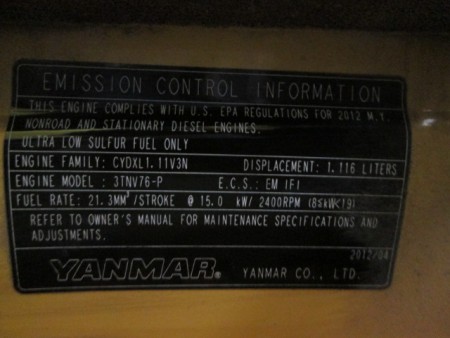 EMISSION CONTROL INFORMATION
THIS ENGINE COMPLIES WITH U.S. EPA REGULATIONS FOR 2012 M.Y.
NONROAD AND STATIONARY DIESEL ENGINES.
ULTRA LOW SULFUR FUEL ONLY
ENGINE FAMILY: CYDXL1.11V3N DISPLACEMENT: 1.116 LITERS
ENGINE MODEL : 3TNV76-P E.C.S.: EM IFI
FUEL RATE: 21.3MM³/STROKE @ 15.0 kW/ 2400RPM (8≤kW<19)
REFER TO OWNER'S MANUAL FOR MAINTENANCE SPECIFICATIONS AND
ADJUSTMENTS.
2012/04
YANMAR® YANMAR CO., LTD.